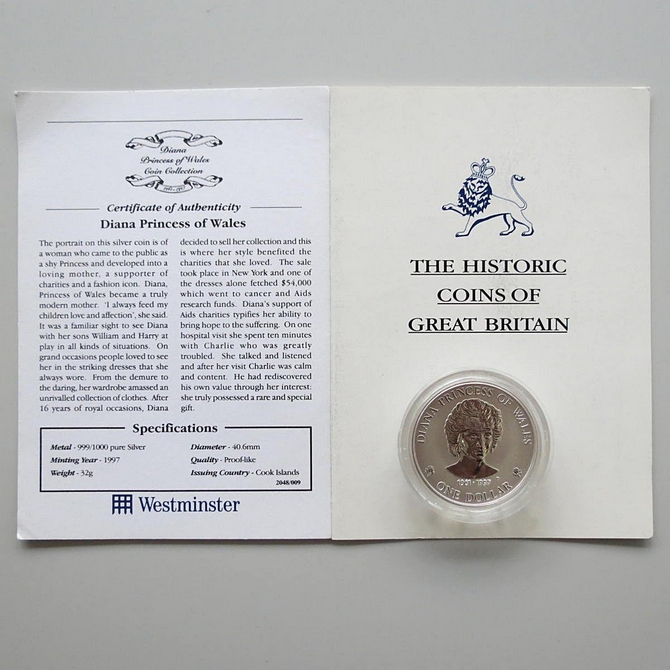 Diana
Princess of Wales
Coin Collection
Certificate of Authenticity
Diana Princess of Wales
The portrait on this silver coin is of
a woman who came to the public as
a shy Princess and developed into a
loving mother, a supporter of
charities and a fashion icon. Diana,
Princess of Wales became a truly
modern mother. 'I always feed my
children love and affection', she said.
It was a familiar sight to see Diana
with her sons William and Harry at
play in all kinds of situations. On
grand occasions people loved to see
her in the striking dresses that she
always wore. From the demure to
the daring, her wardrobe amassed an
unrivalled collection of clothes. After
16 years of royal occasions, Diana
decided to sell her collection and this
is where her style benefited the
charities that she loved. The sale
took place in New York and one of
the dresses alone fetched $54,000
which went to cancer and Aids
research funds. Diana's support of
Aids charities typifies her ability to
bring hope to the suffering. On one
hospital visit she spent ten minutes
with Charlie who was greatly
troubled. She talked and listened
and after her visit Charlie was calm
and content. He had rediscovered
his own value through her interest:
she truly possessed a rare and special
gift.
Specifications
Metal - 999/1000 pure Silver
Minting Year - 1997
Weight - 32g
Diameter - 40.6mm
Quality - Proof-like
Issuing Country - Cook Islands
2048/009
Westminster
THE HISTORIC
COINS OF
GREAT BRITAIN
DIANA PRINCESS OF WALES
1961-1997
ONE DOLLAR